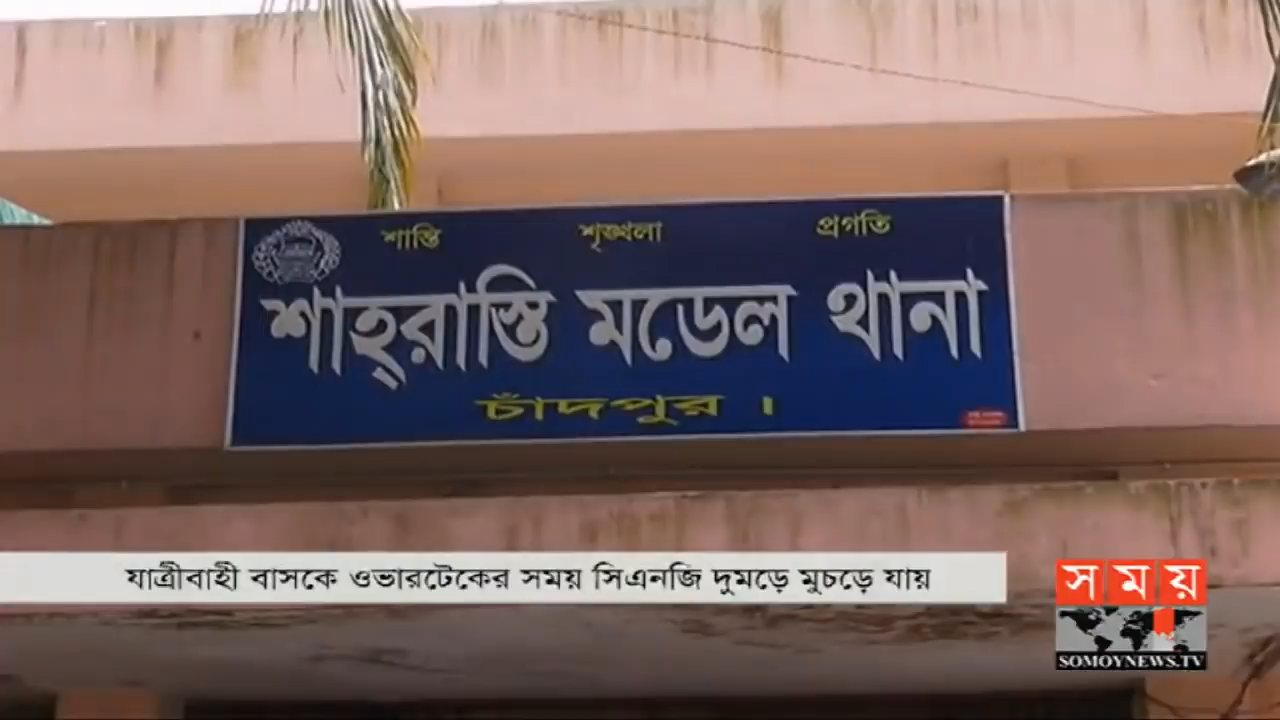 শান্তি শৃঙ্খলা প্রগতি
শাহ্‌রাস্তি মডেল থানা
চাঁদপুর ।
যাত্রীবাহী বাসকে ওভারটেকের সময় সিএনজি দুমড়ে মুচড়ে যায়
সময়
SOMOYNEWS.TV